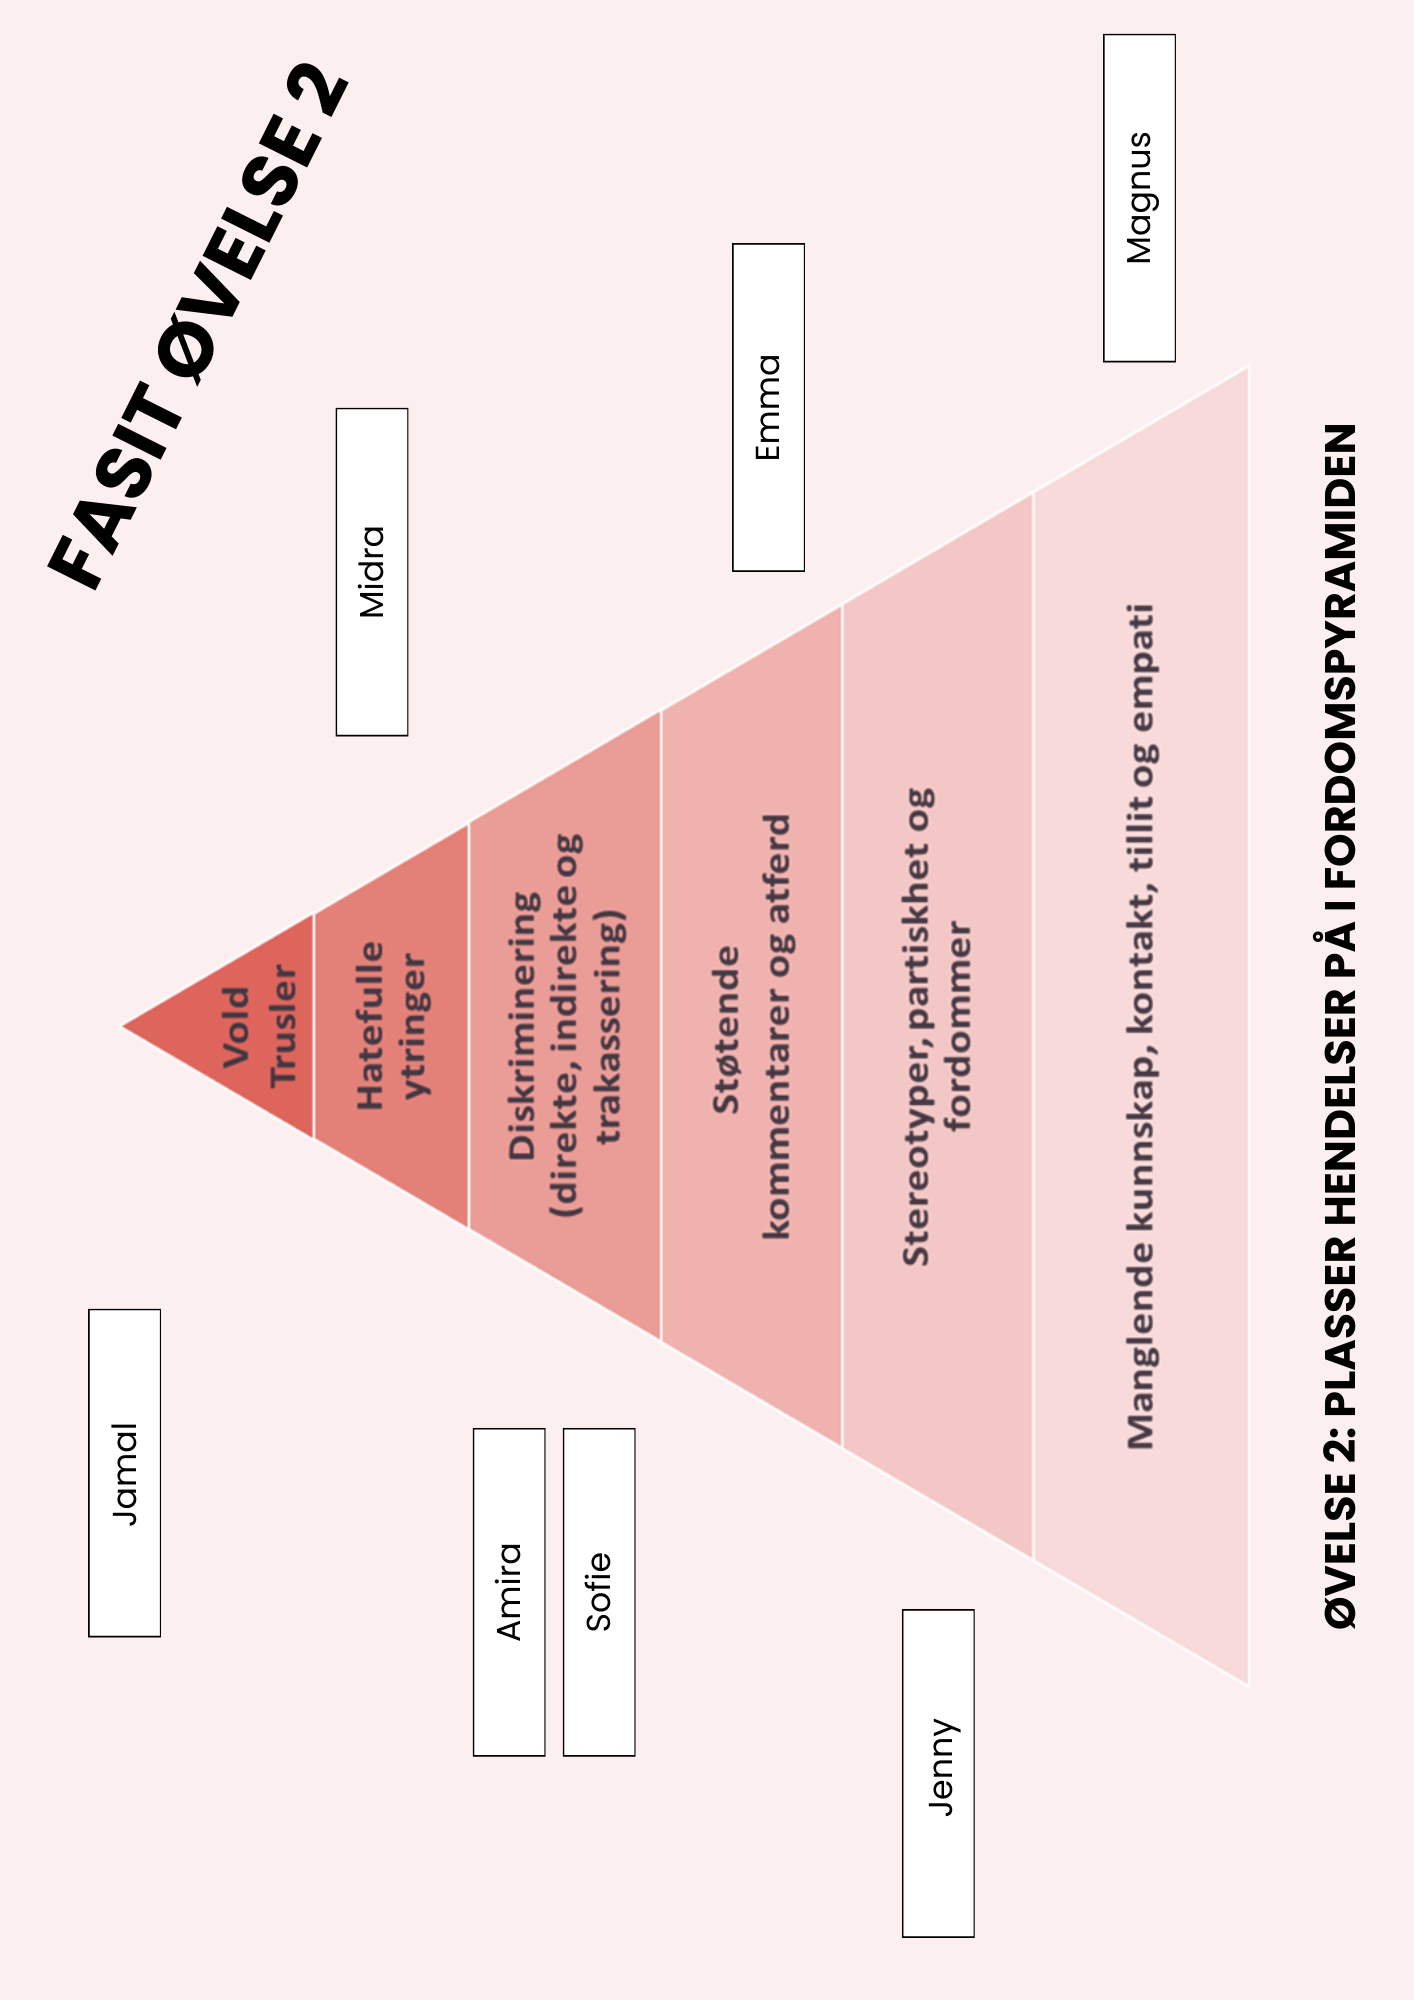 FASIT ØVELSE 2
Jamal
Vold
Trusler
Midra
Hatefulle
ytringer
Amira
Sofie
Diskriminering
(direkte, indirekte og
trakassering)
Emma
Støtende
kommentarer og atferd
Jenny
Stereotyper, partiskhet og
fordommer
Magnus
Manglende kunnskap, kontakt, tillit og empati
ØVELSE 2: PLASSER HENDELSER PÅ I FORDOMSPYRAMIDEN